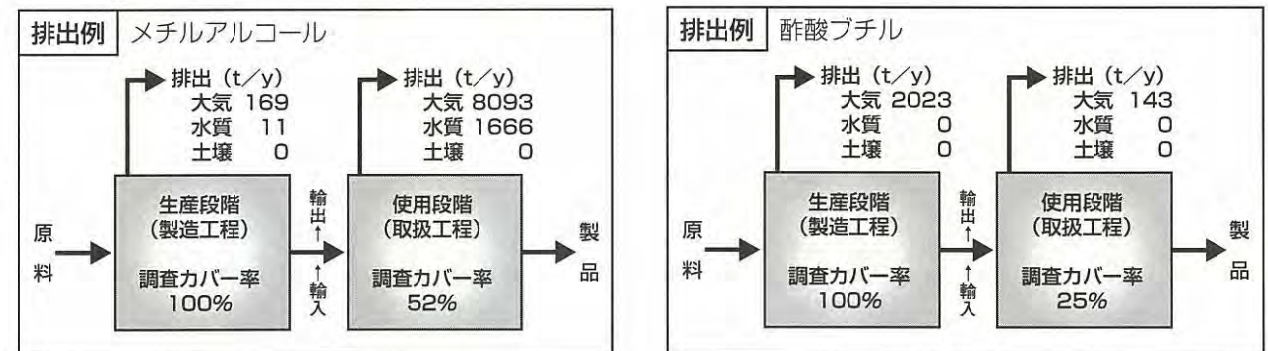 排出例 メチルアルコール
排出（t／y）
大気 169
水質 11
土壌 0
排出（t／y）
大気 8093
水質 1666
土壌 0
原料
生産段階
（製造工程）
調査カバー率
100%
輸出↑
↑輸入
使用段階
（取扱工程）
調査カバー率
52%
製品
排出例 酢酸ブチル
排出（t／y）
大気 2023
水質 0
土壌 0
排出（t／y）
大気 143
水質 0
土壌 0
原料
生産段階
（製造工程）
調査カバー率
100%
輸出↑
↑輸入
使用段階
（取扱工程）
調査カバー率
25%
製品